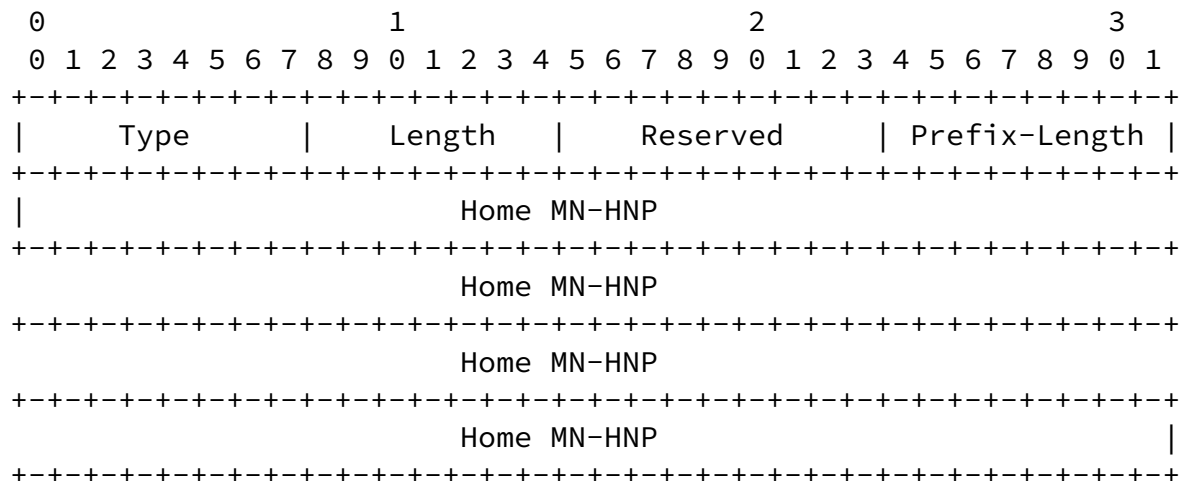 0                   1                   2                   3
 0 1 2 3 4 5 6 7 8 9 0 1 2 3 4 5 6 7 8 9 0 1 2 3 4 5 6 7 8 9 0 1
+-+-+-+-+-+-+-+-+-+-+-+-+-+-+-+-+-+-+-+-+-+-+-+-+-+-+-+-+-+-+-+-+
|     Type      |    Length   |    Reserved     | Prefix-Length |
+-+-+-+-+-+-+-+-+-+-+-+-+-+-+-+-+-+-+-+-+-+-+-+-+-+-+-+-+-+-+-+-+
|                        Home MN-HNP
+-+-+-+-+-+-+-+-+-+-+-+-+-+-+-+-+-+-+-+-+-+-+-+-+-+-+-+-+-+-+-+-+
                         Home MN-HNP
+-+-+-+-+-+-+-+-+-+-+-+-+-+-+-+-+-+-+-+-+-+-+-+-+-+-+-+-+-+-+-+-+
                         Home MN-HNP
+-+-+-+-+-+-+-+-+-+-+-+-+-+-+-+-+-+-+-+-+-+-+-+-+-+-+-+-+-+-+-+-+
                         Home MN-HNP                            |
+-+-+-+-+-+-+-+-+-+-+-+-+-+-+-+-+-+-+-+-+-+-+-+-+-+-+-+-+-+-+-+-+